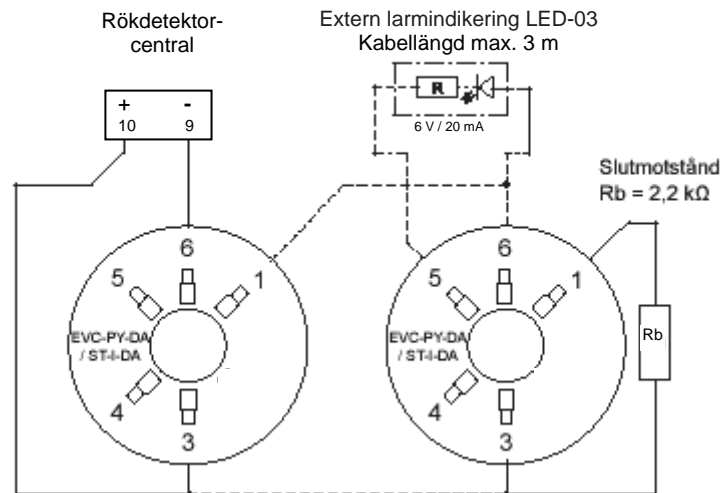 Rökdetektor-
central
Extern larmindikering LED-03
Kabellängd max. 3 m
+ -
10 9
R
6 V / 20 mA
Slutmotstånd
Rb = 2,2 kΩ
6
5 1
EVC-PY-DA
/ ST-I-DA
4
3
6
5 1
EVC-PY-DA
/ ST-I-DA
4
3
Rb